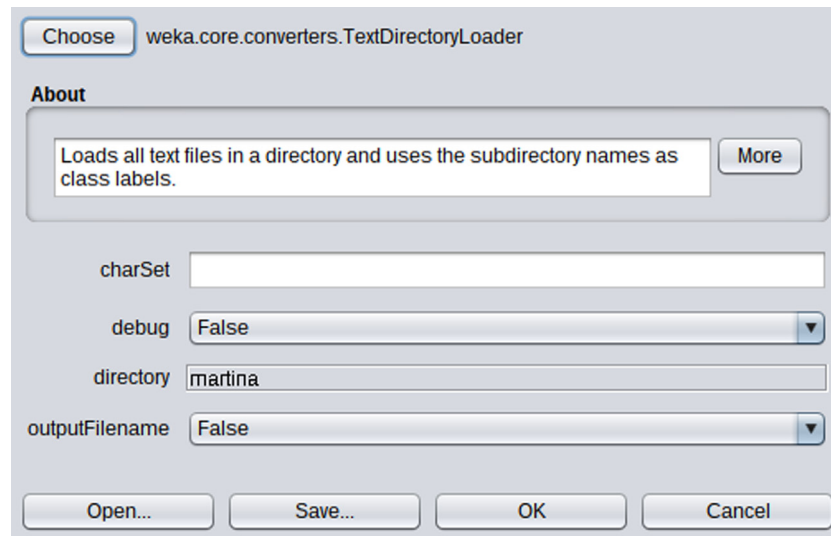 Choose weka.core.converters.TextDirectoryLoader
About
Loads all text files in a directory and uses the subdirectory names as
class labels.
More
charSet
debug False
directory martina
outputFilename False
Open... Save... OK Cancel